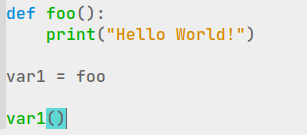 def foo():
    print("Hello World!")
var1 = foo
var1()